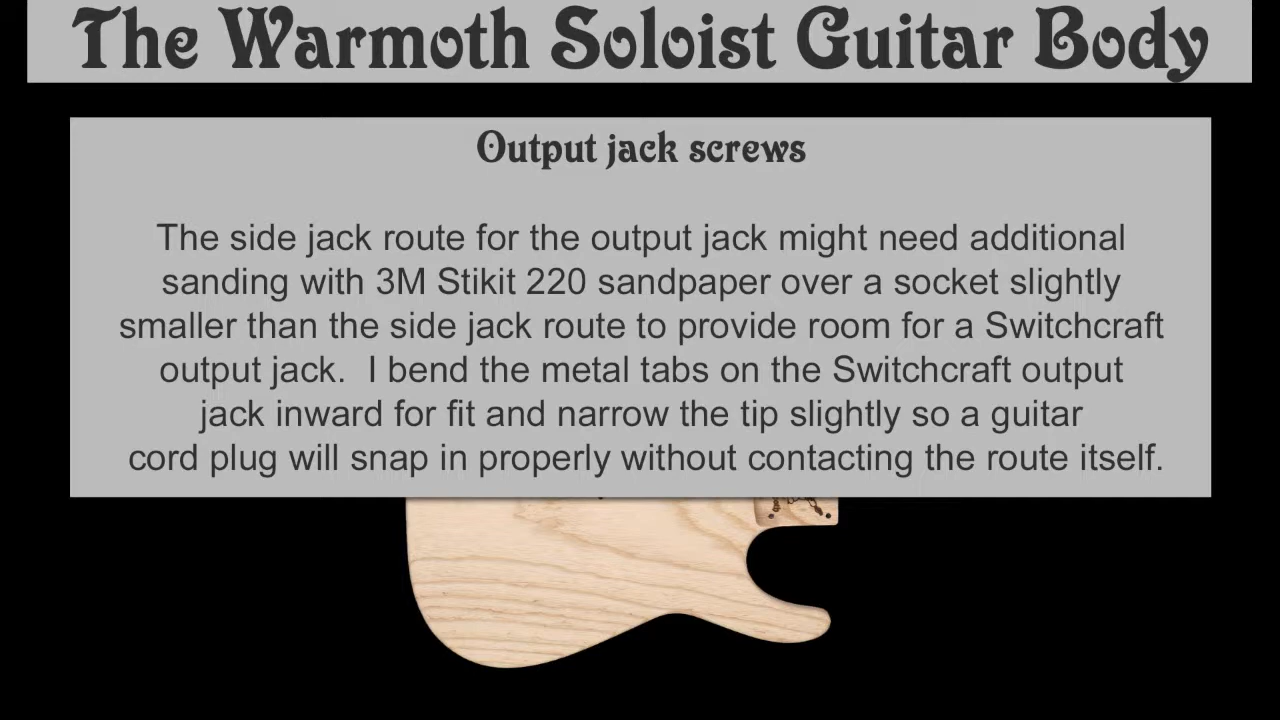 The Warmoth Soloist Guitar Body
Output jack screws
The side jack route for the output jack might need additional
sanding with 3M Stikit 220 sandpaper over a socket slightly
smaller than the side jack route to provide room for a Switchcraft
output jack.  I bend the metal tabs on the Switchcraft output
jack inward for fit and narrow the tip slightly so a guitar
cord plug will snap in properly without contacting the route itself.